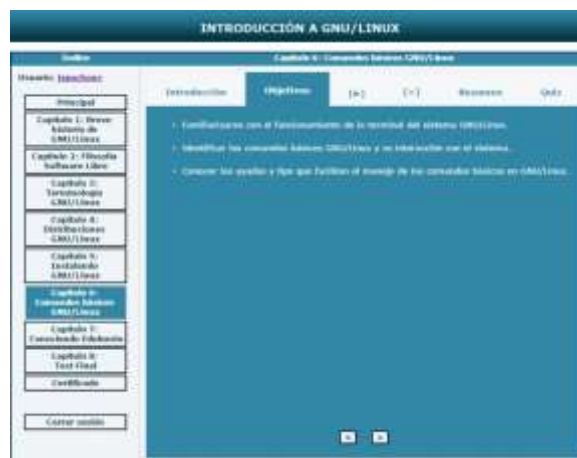 INTRODUCCIÓN A GNU/LINUX
Índice
Capítulo 6: Comandos básicos GNU/Linux
Usuario:
Introducción
Objetivos
[+]
[-]
Resumen
Quiz
Principal
Capítulo 1: Breve
historia de
GNU/Linux
Capítulo 2: Filosofía
Software Libre
Capítulo 3:
Terminología
GNU/Linux
Capítulo 4:
Distribuciones
GNU/Linux
Capítulo 5:
Instalando
GNU/Linux
Capítulo 6:
Comandos básicos
GNU/Linux
Capítulo 7:
Conociendo
Capítulo 8:
Test Final
Certificado
Cerrar sesión
Familiarizarse con el funcionamiento de la terminal del sistema GNU/Linux.
Identificar los comandos básicos GNU/Linux y su interacción con el sistema.
Conocer las ayudas y tips que facilitan el manejo de los comandos básicos en GNU/Linux.